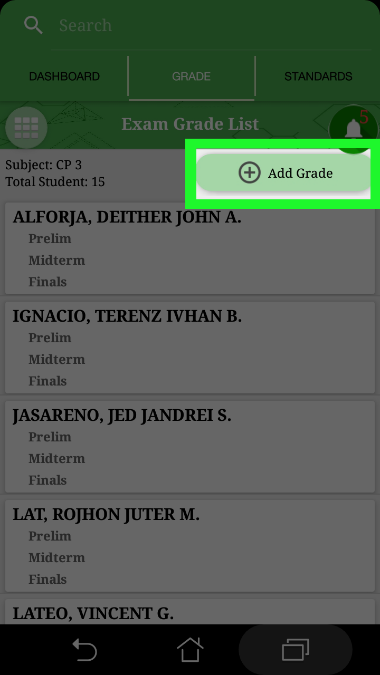 Search
DASHBOARD
GRADE
STANDARDS
Exam Grade List
5
Subject: CP 3
Total Student: 15
Add Grade
ALFORJA, DEITHER JOHN A.
Prelim
Midterm
Finals
IGNACIO, TERENZ IVHAN B.
Prelim
Midterm
Finals
JASARENO, JED JANDREI S.
Prelim
Midterm
Finals
LAT, ROJHON JUTER M.
Prelim
Midterm
Finals
LATEO, VINCENT G.